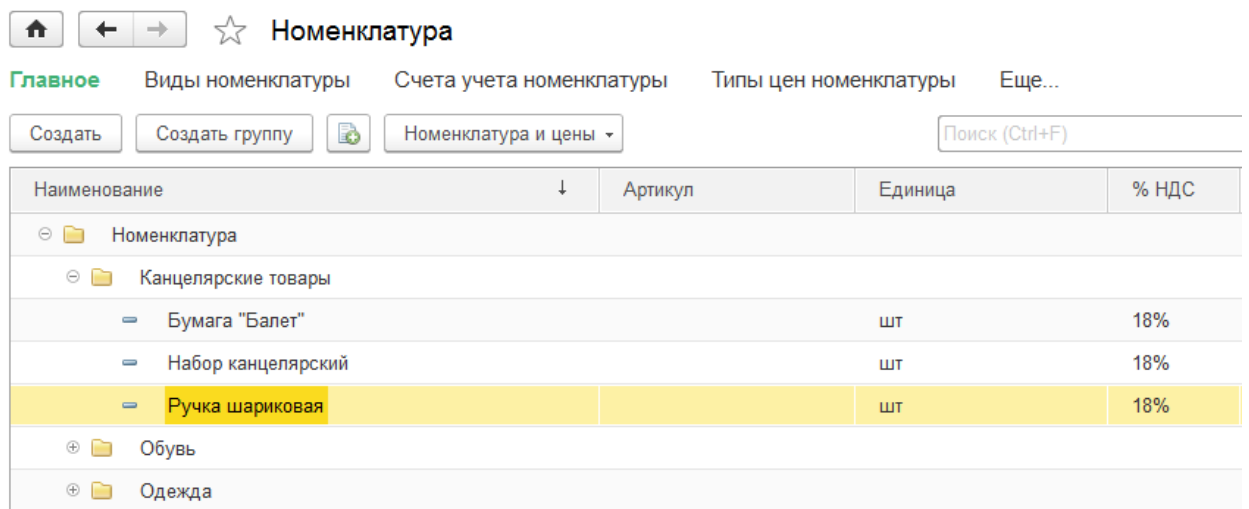 Номенклатура
Главное Виды номенклатуры Счета учета номенклатуры Типы цен номенклатуры Еще...
Создать Создать группу Номенклатура и цены Поиск (Ctrl+F)
Наименование ↓ Артикул Единица % НДС
Номенклатура
Канцелярские товары
Бумага "Балет" шт 18%
Набор канцелярский шт 18%
Ручка шариковая шт 18%
Обувь
Одежда